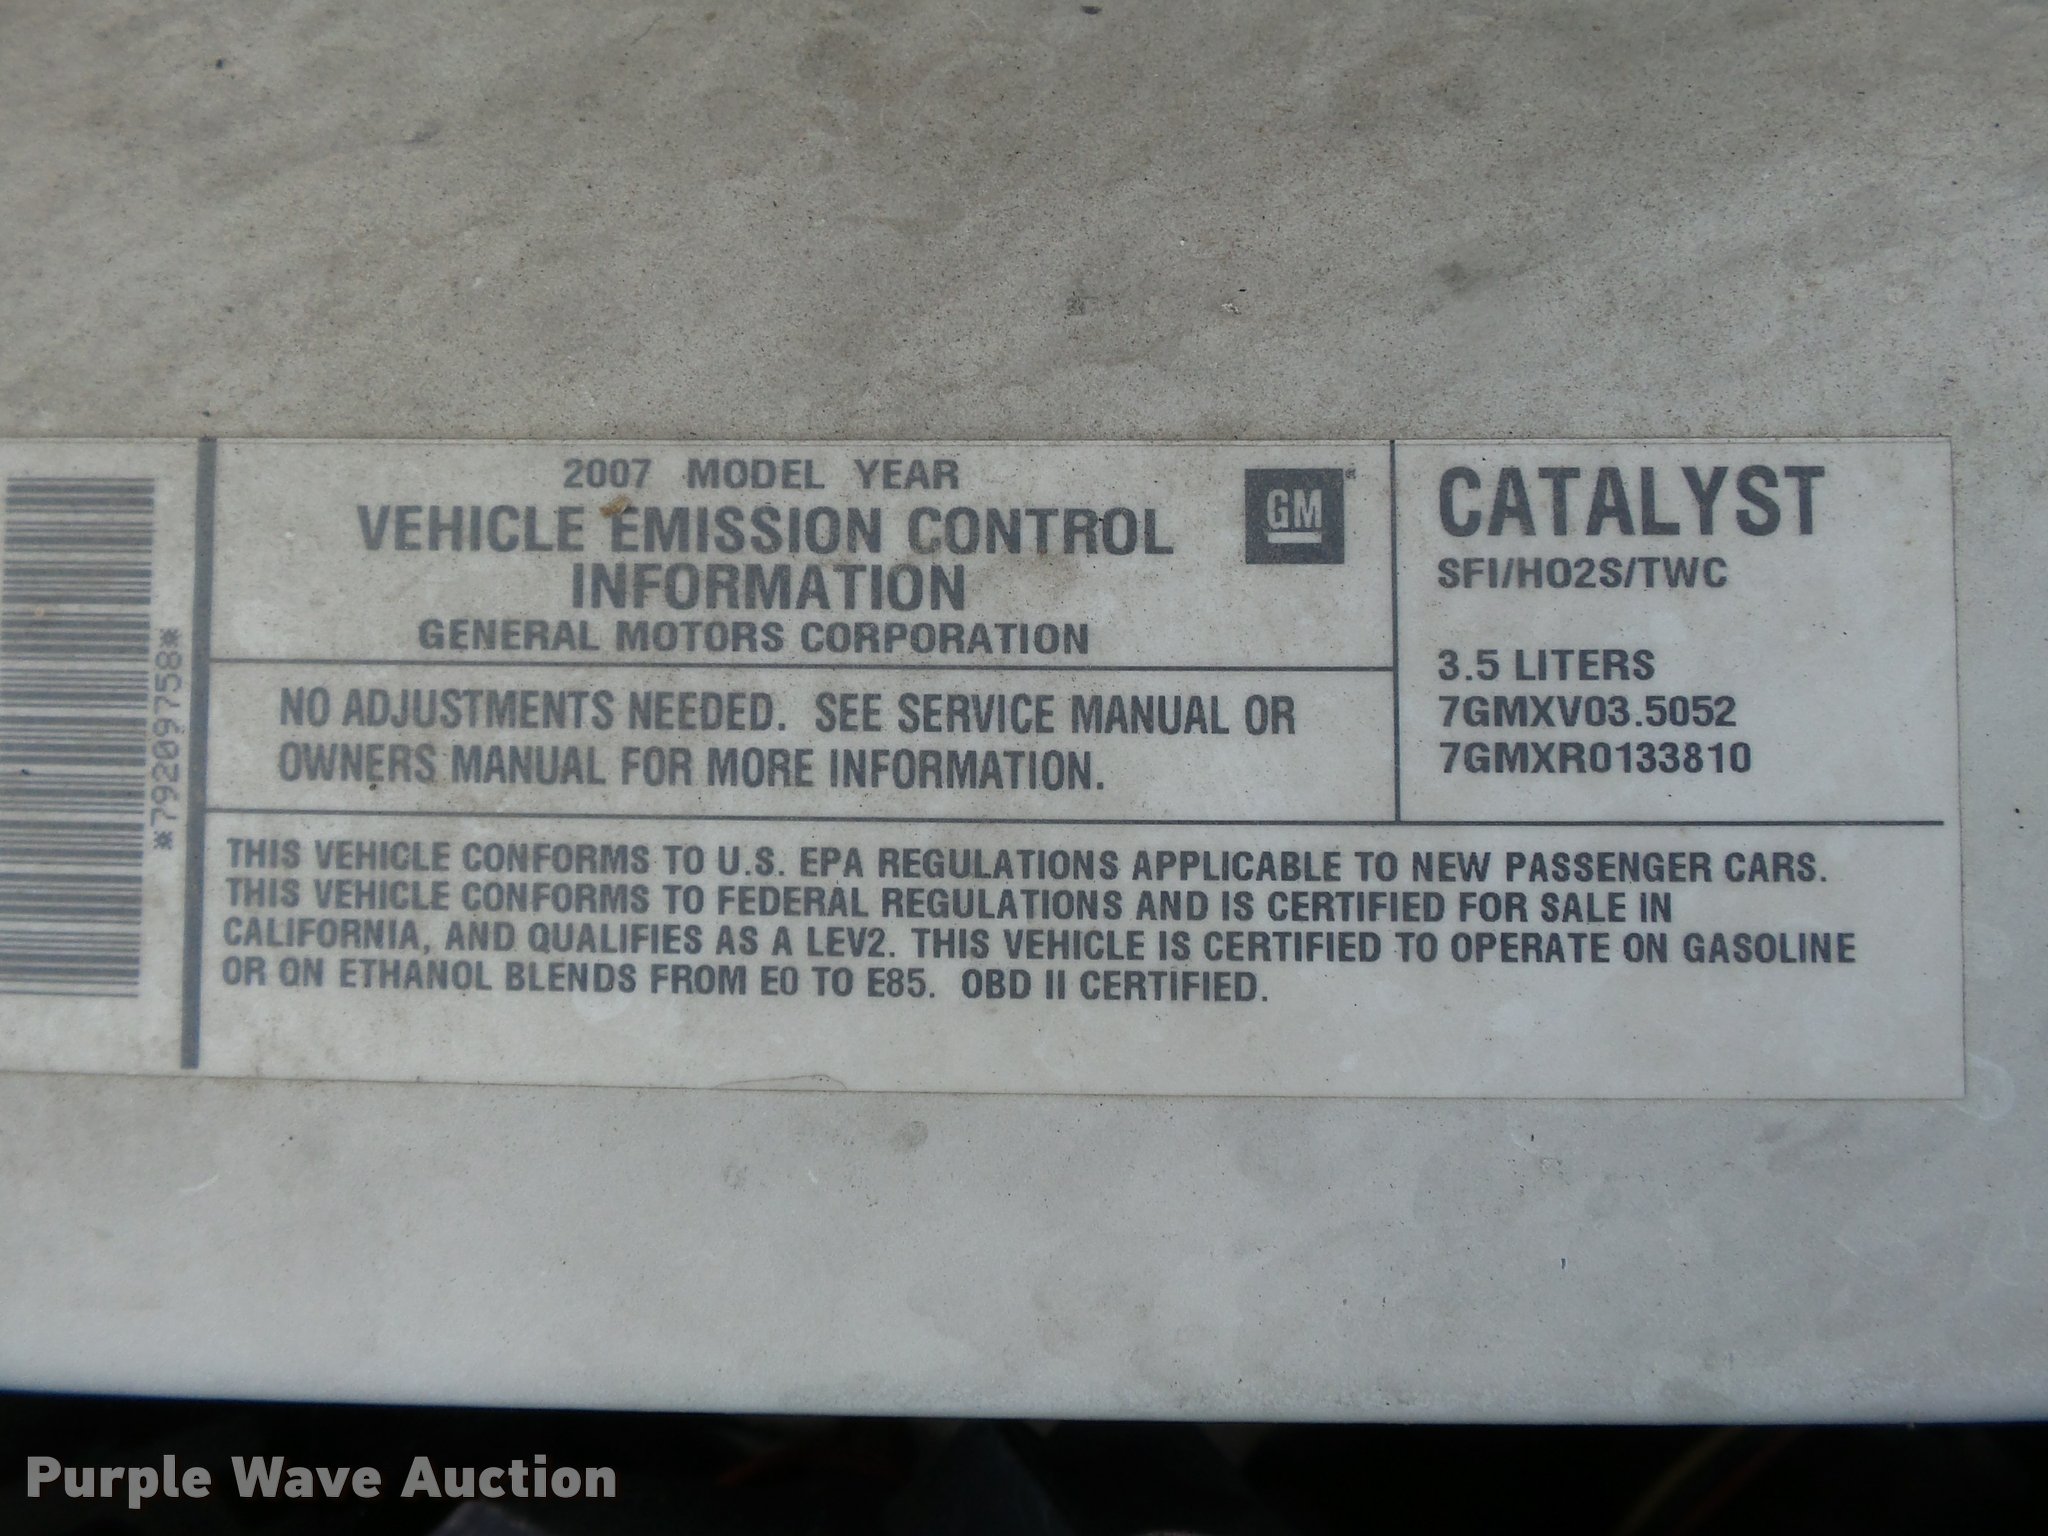 *79209758*
2007 MODEL YEAR
VEHICLE EMISSION CONTROL
INFORMATION
GENERAL MOTORS CORPORATION
GM
NO ADJUSTMENTS NEEDED. SEE SERVICE MANUAL OR
OWNERS MANUAL FOR MORE INFORMATION.
CATALYST
SFI/HO2S/TWC
3.5 LITERS
7GMXV03.5052
7GMXR0133810
THIS VEHICLE CONFORMS TO U.S. EPA REGULATIONS APPLICABLE TO NEW PASSENGER CARS.
THIS VEHICLE CONFORMS TO FEDERAL REGULATIONS AND IS CERTIFIED FOR SALE IN
CALIFORNIA, AND QUALIFIES AS A LEV2. THIS VEHICLE IS CERTIFIED TO OPERATE ON GASOLINE
OR ON ETHANOL BLENDS FROM E0 TO E85. OBD II CERTIFIED.
Purple Wave Auction